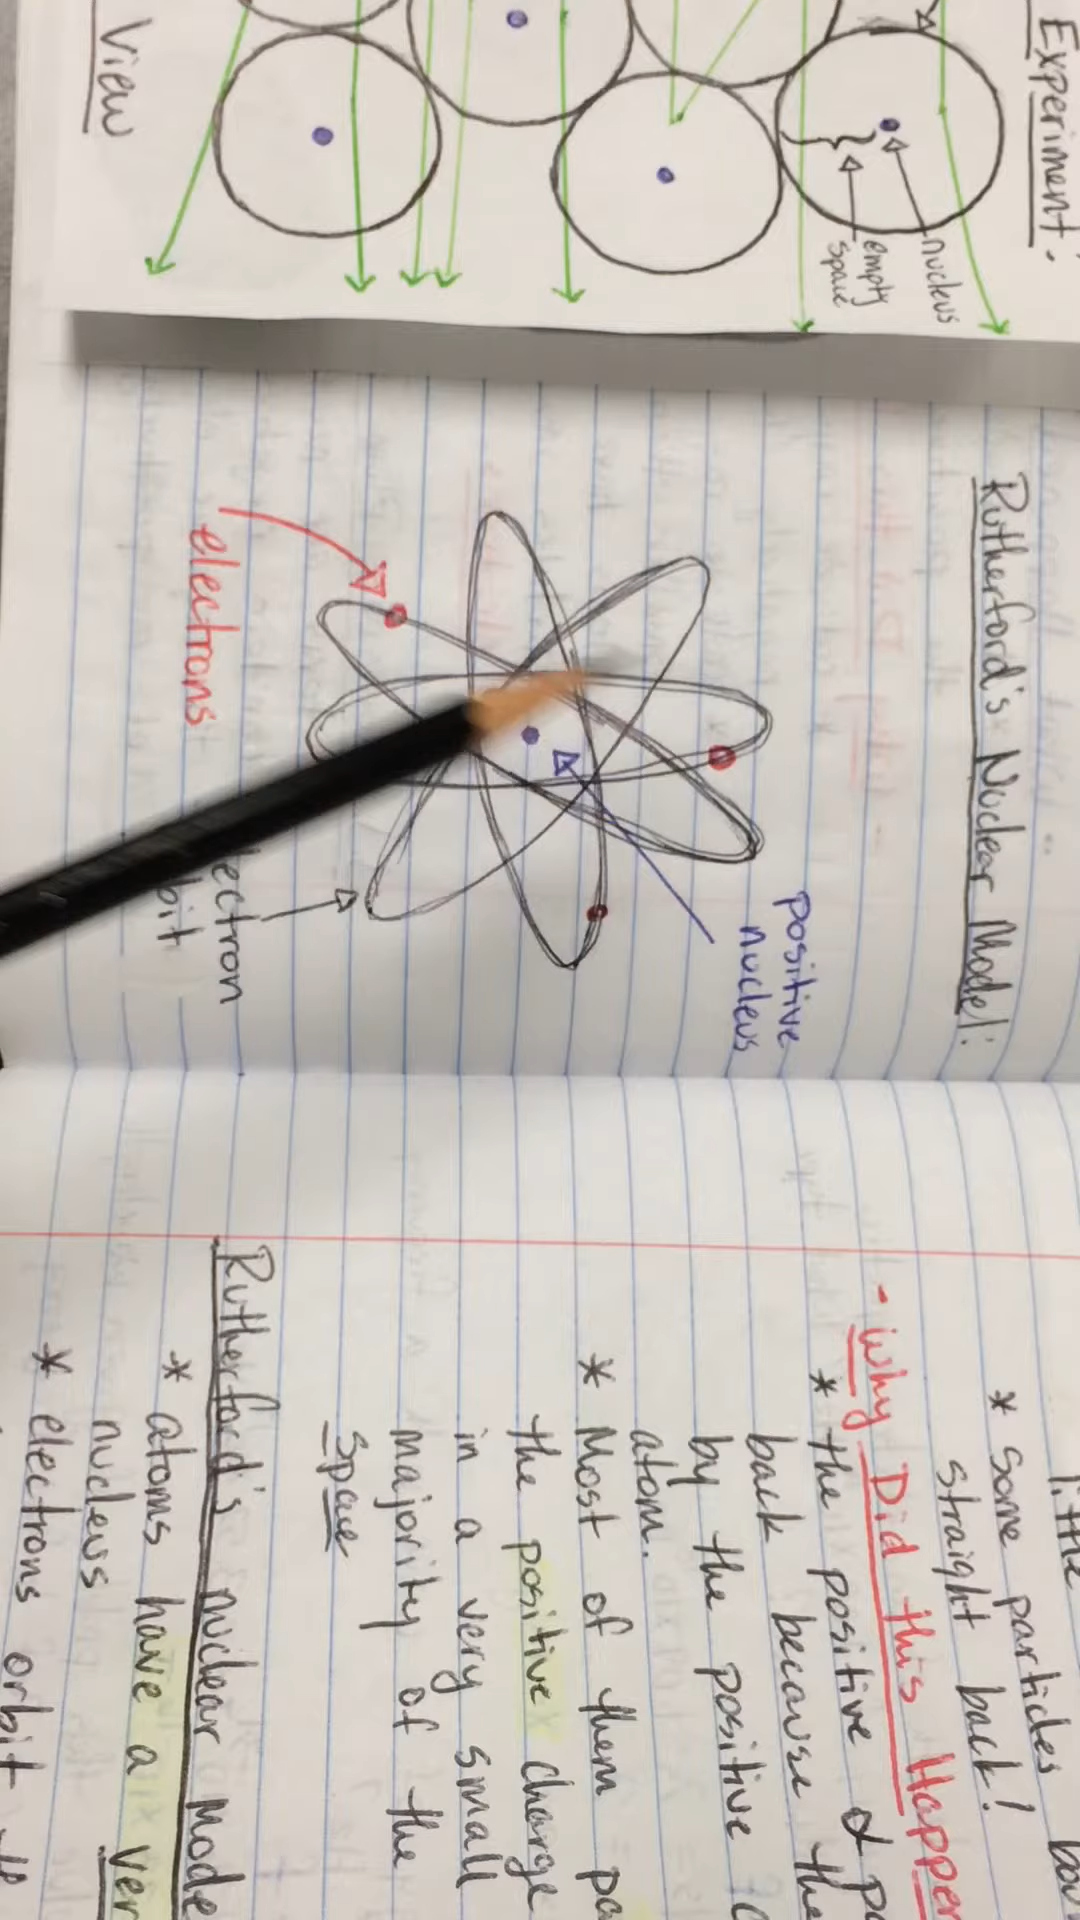 Experiment:
nucleus
empty
space
View
Rutherford's Nuclear Model:
positive
nucleus
electrons
ectron
bit
* some particles
straight back!
- Why Did this Happen
* the positive α
back because the
by the positive
atom.
* Most of them
the positive charge
in a very small
majority of the
space
Rutherford's nuclear mode
* atoms have a ver
nucleus
* electrons orbit